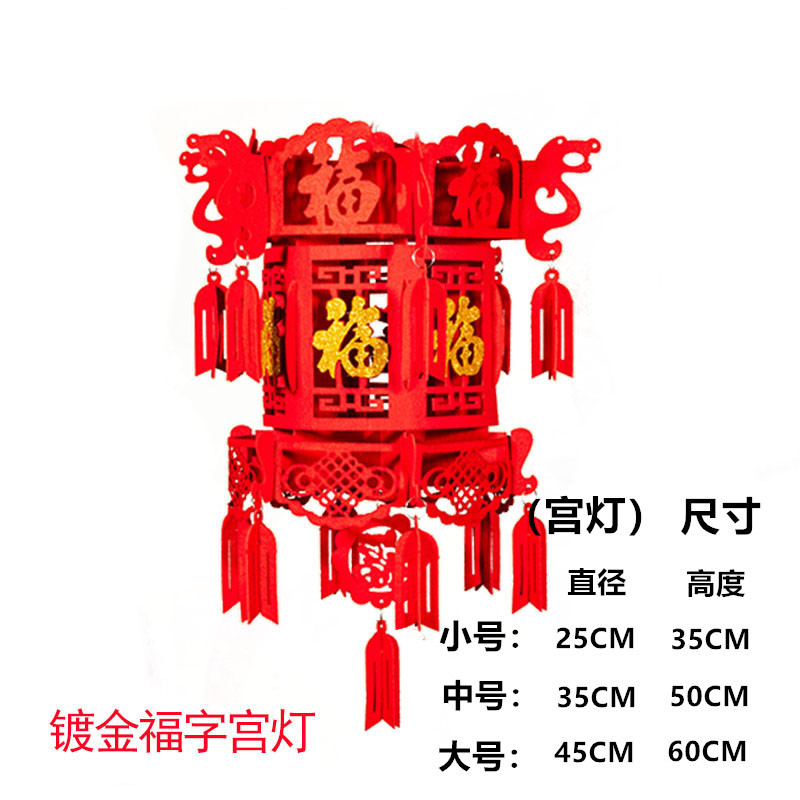 福 福
福 福
（宫灯） 尺寸
直径 高度
小号： 25CM 35CM
中号： 35CM 50CM
大号： 45CM 60CM
镀金福字宫灯